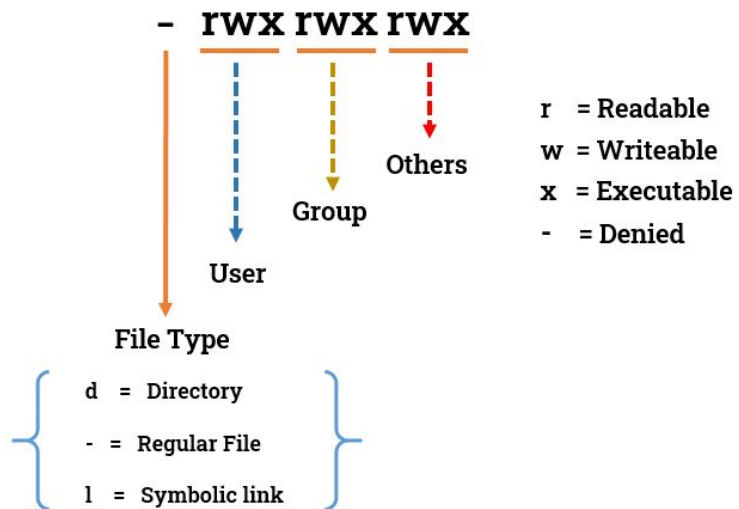 - rwx rwx rwx
r = Readable
w = Writeable
x = Executable
- = Denied
Others
Group
User
File Type
d = Directory
- = Regular File
l = Symbolic link